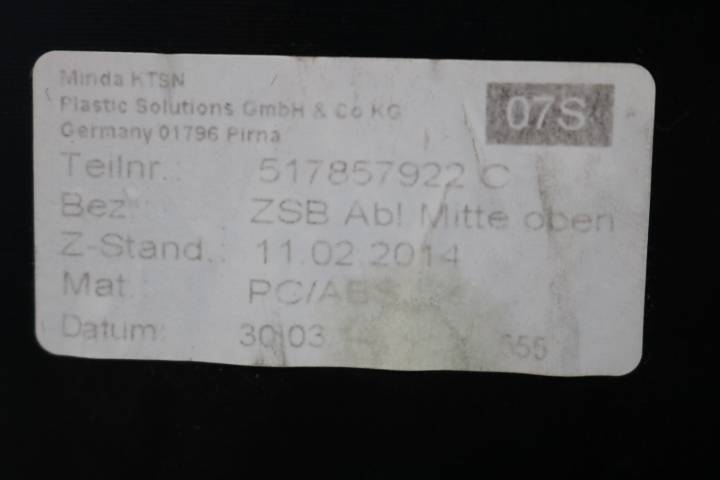 Minda KTSN
Plastic Solutions GmbH & Co KG
07S
Germany 01796 Pirna
Teilnr.: 517857922 C
Bez.: ZSB Abl Mitte oben
Z-Stand.: 11.02.2014
Mat. PC/ABS
Datum: 30.03